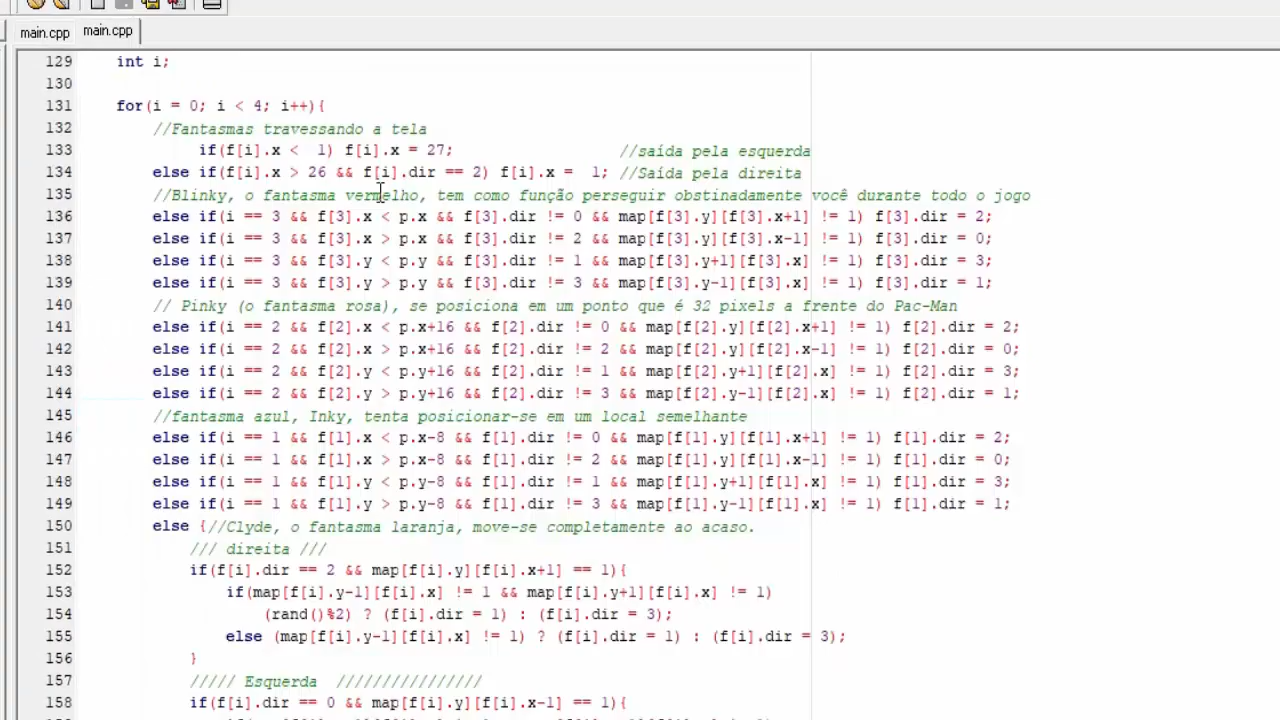 main.cpp main.cpp
129 int i;
130
131 for(i = 0; i < 4; i++){
132 //Fantasmas travessando a tela
133 if(f[i].x < 1) f[i].x = 27; //saída pela esquerda
134 else if(f[i].x > 26 && f[i].dir == 2) f[i].x = 1; //Saída pela direita
135 //Blinky, o fantasma vermelho, tem como função perseguir obstinadamente você durante todo o jogo
136 else if(i == 3 && f[3].x < p.x && f[3].dir != 0 && map[f[3].y][f[3].x+1] != 1) f[3].dir = 2;
137 else if(i == 3 && f[3].x > p.x && f[3].dir != 2 && map[f[3].y][f[3].x-1] != 1) f[3].dir = 0;
138 else if(i == 3 && f[3].y < p.y && f[3].dir != 1 && map[f[3].y+1][f[3].x] != 1) f[3].dir = 3;
139 else if(i == 3 && f[3].y > p.y && f[3].dir != 3 && map[f[3].y-1][f[3].x] != 1) f[3].dir = 1;
140 // Pinky (o fantasma rosa), se posiciona em um ponto que é 32 pixels a frente do Pac-Man
141 else if(i == 2 && f[2].x < p.x+16 && f[2].dir != 0 && map[f[2].y][f[2].x+1] != 1) f[2].dir = 2;
142 else if(i == 2 && f[2].x > p.x+16 && f[2].dir != 2 && map[f[2].y][f[2].x-1] != 1) f[2].dir = 0;
143 else if(i == 2 && f[2].y < p.y+16 && f[2].dir != 1 && map[f[2].y+1][f[2].x] != 1) f[2].dir = 3;
144 else if(i == 2 && f[2].y > p.y+16 && f[2].dir != 3 && map[f[2].y-1][f[2].x] != 1) f[2].dir = 1;
145 //fantasma azul, Inky, tenta posicionar-se em um local semelhante
146 else if(i == 1 && f[1].x < p.x-8 && f[1].dir != 0 && map[f[1].y][f[1].x+1] != 1) f[1].dir = 2;
147 else if(i == 1 && f[1].x > p.x-8 && f[1].dir != 2 && map[f[1].y][f[1].x-1] != 1) f[1].dir = 0;
148 else if(i == 1 && f[1].y < p.y-8 && f[1].dir != 1 && map[f[1].y+1][f[1].x] != 1) f[1].dir = 3;
149 else if(i == 1 && f[1].y > p.y-8 && f[1].dir != 3 && map[f[1].y-1][f[1].x] != 1) f[1].dir = 1;
150 else {//Clyde, o fantasma laranja, move-se completamente ao acaso.
151 /// direita ///
152 if(f[i].dir == 2 && map[f[i].y][f[i].x+1] == 1){
153 if(map[f[i].y-1][f[i].x] != 1 && map[f[i].y+1][f[i].x] != 1)
154 (rand()%2) ? (f[i].dir = 1) : (f[i].dir = 3);
155 else (map[f[i].y-1][f[i].x] != 1) ? (f[i].dir = 1) : (f[i].dir = 3);
156 }
157 ///// Esquerda ////////////////
158 if(f[i].dir == 0 && map[f[i].y][f[i].x-1] == 1){